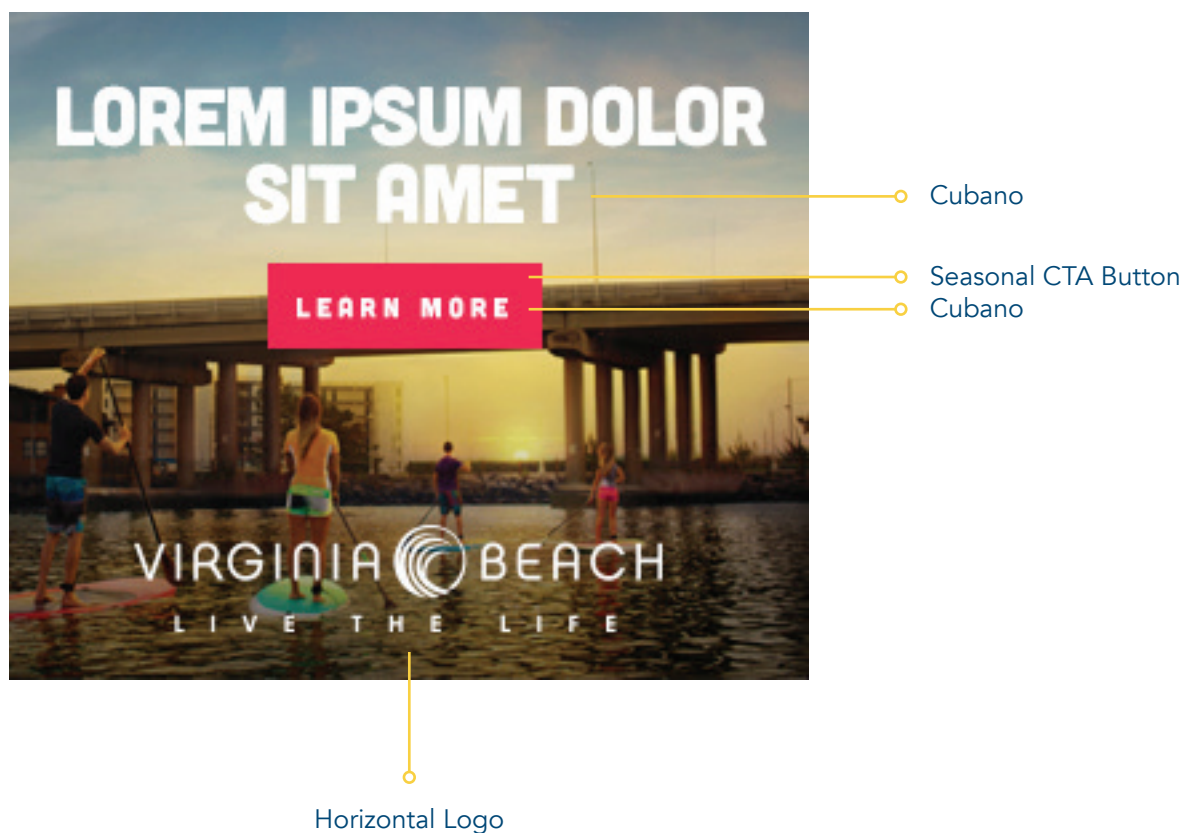 LOREM IPSUM DOLOR
SIT AMET
Cubano
Seasonal CTA Button
LEARN MORE
Cubano
VIRGINIA BEACH
LIVE THE LIFE
Horizontal Logo